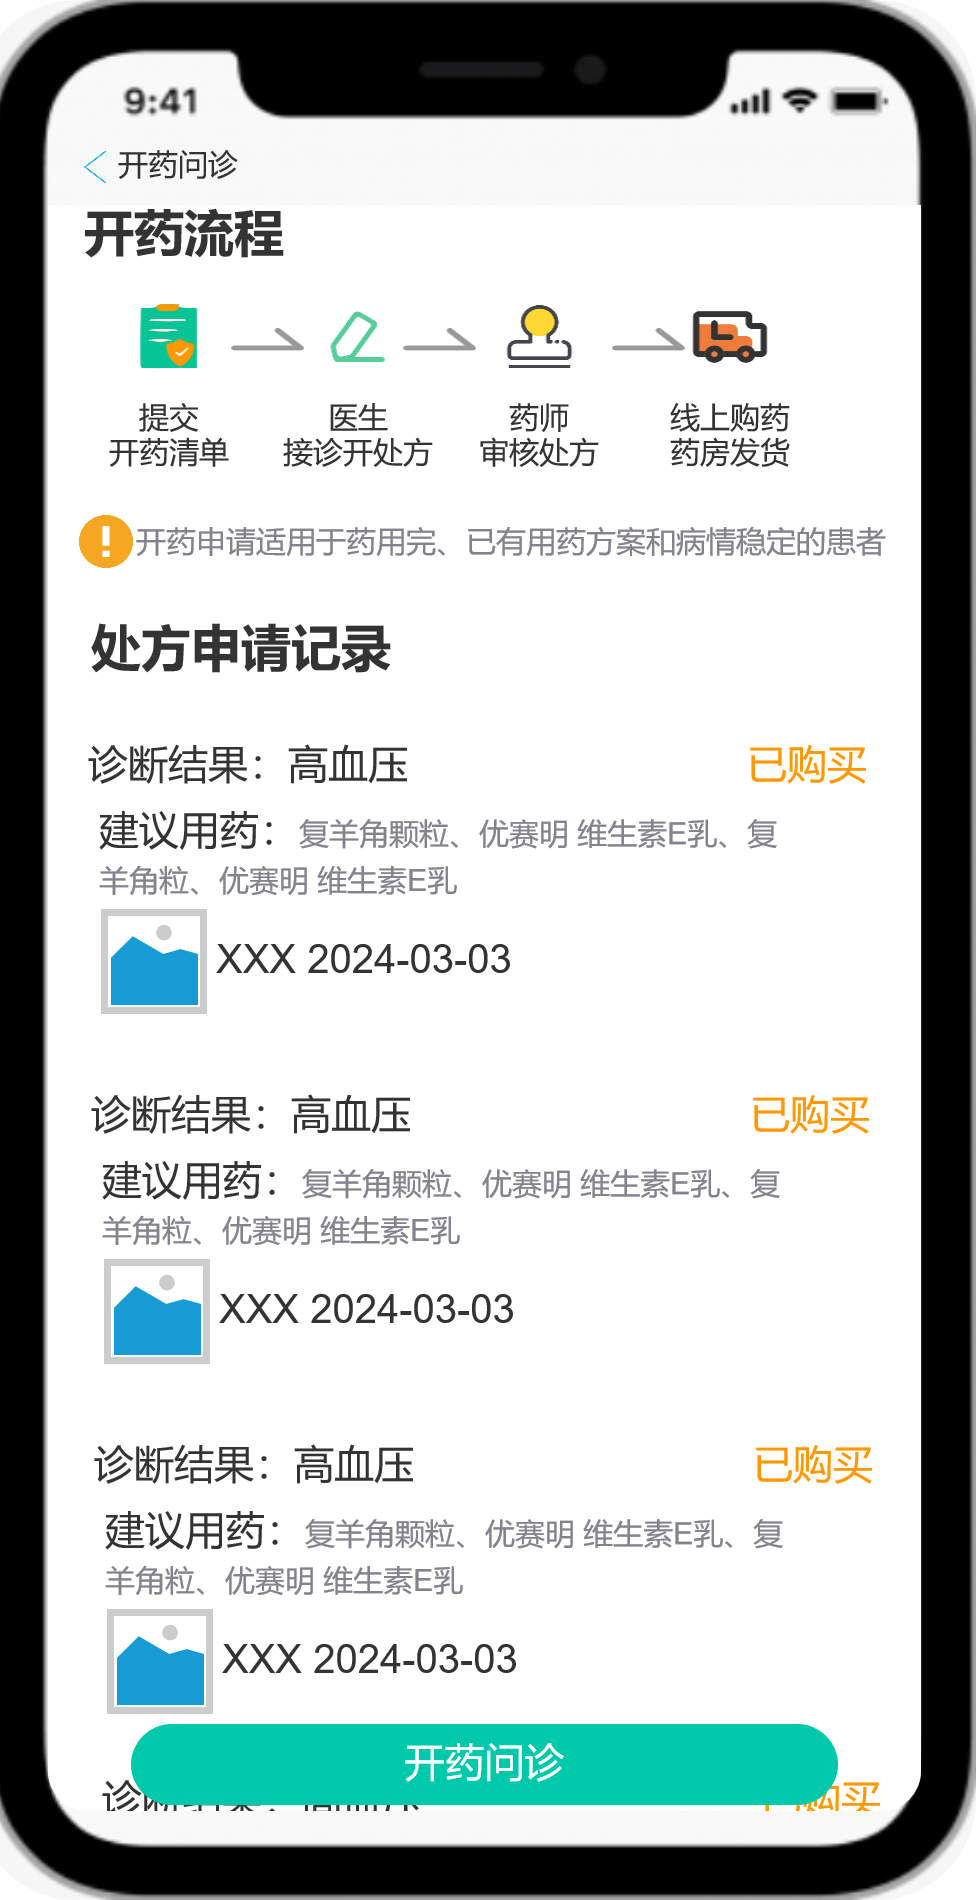 9:41
开药问诊
开药流程
提交
开药清单
医生
接诊开处方
药师
审核处方
线上购药
药房发货
开药申请适用于药用完、已有用药方案和病情稳定的患者
处方申请记录
诊断结果：高血压 已购买
建议用药：复羊角颗粒、优赛明 维生素E乳、复
羊角粒、优赛明 维生素E乳
XXX 2024-03-03
诊断结果：高血压 已购买
建议用药：复羊角颗粒、优赛明 维生素E乳、复
羊角粒、优赛明 维生素E乳
XXX 2024-03-03
诊断结果：高血压 已购买
建议用药：复羊角颗粒、优赛明 维生素E乳、复
羊角粒、优赛明 维生素E乳
XXX 2024-03-03
开药问诊